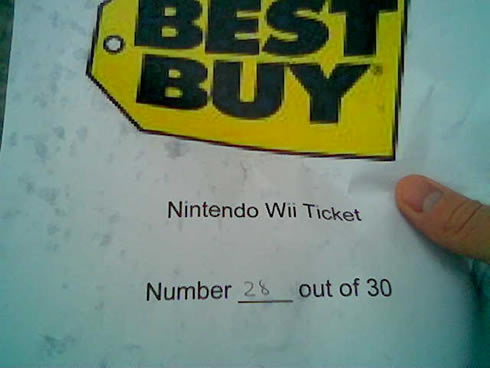 BEST
BUY
Nintendo Wii Ticket
Number 28 out of 30